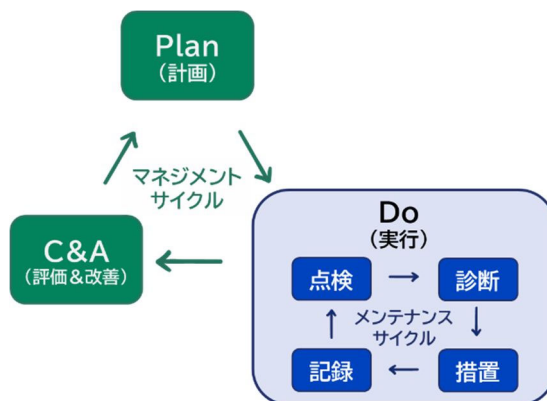 Plan
(計画)
マネジメント
サイクル
C&A
(評価&改善)
Do
(実行)
点検
診断
メンテナンス
サイクル
記録
措置